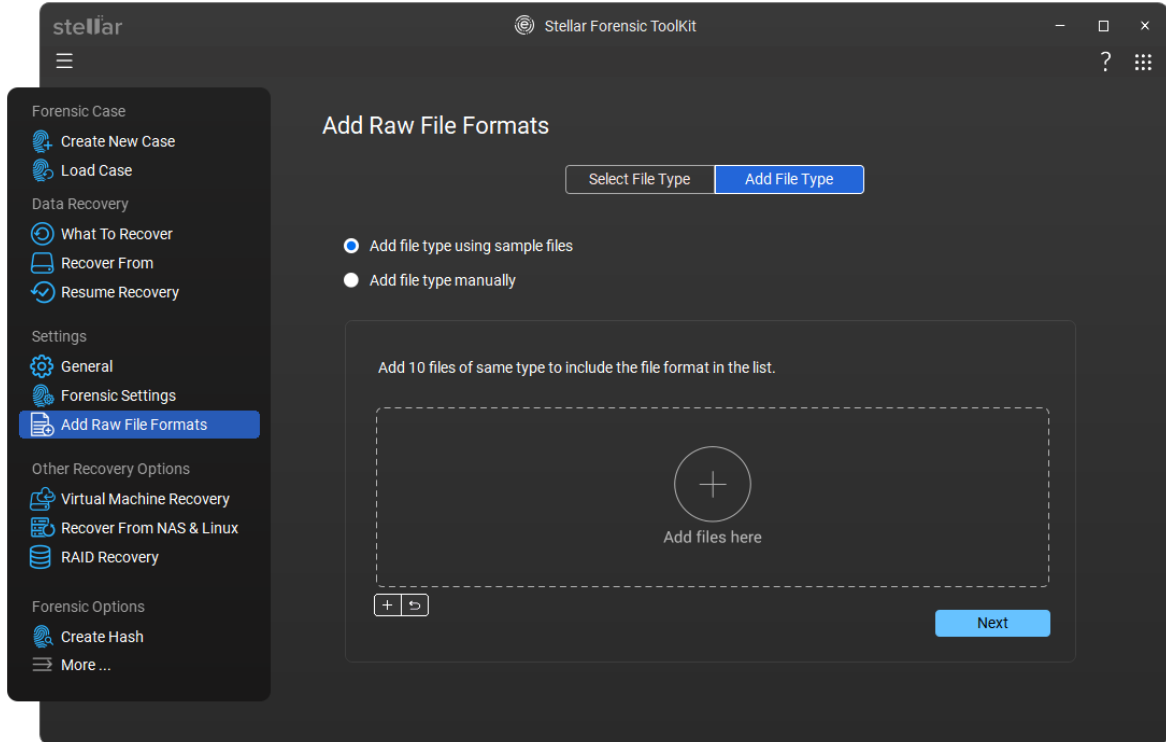 stellar
Stellar Forensic ToolKit
?
Forensic Case
Create New Case
Load Case
Data Recovery
What To Recover
Recover From
Resume Recovery
Settings
General
Forensic Settings
Add Raw File Formats
Other Recovery Options
Virtual Machine Recovery
Recover From NAS & Linux
RAID Recovery
Forensic Options
Create Hash
More ...
Add Raw File Formats
Select File Type
Add File Type
Add file type using sample files
Add file type manually
Add 10 files of same type to include the file format in the list.
Add files here
Next